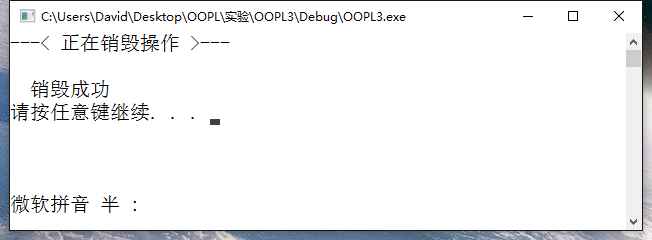 C:\Users\David\Desktop\OOPL\实验\OOPL3\Debug\OOPL3.exe
---< 正在销毁操作 >---
销毁成功
请按任意键继续. . .
微软拼音 半 :